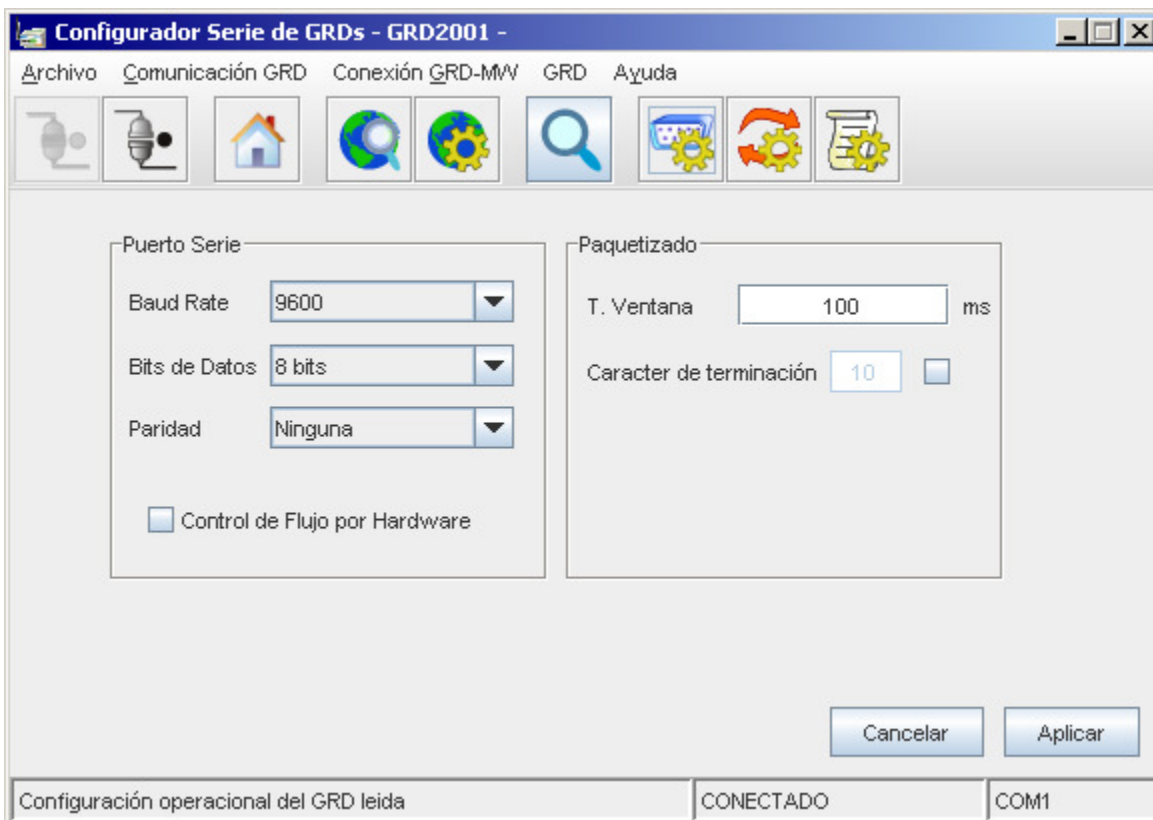 Configurador Serie de GRDs - GRD2001 -
Archivo Comunicación GRD Conexión GRD-MW GRD Ayuda
Puerto Serie
Baud Rate 9600
Bits de Datos 8 bits
Paridad Ninguna
Control de Flujo por Hardware
Paquetizado
T. Ventana 100 ms
Caracter de terminación 10
Cancelar Aplicar
Configuración operacional del GRD leida CONECTADO COM1